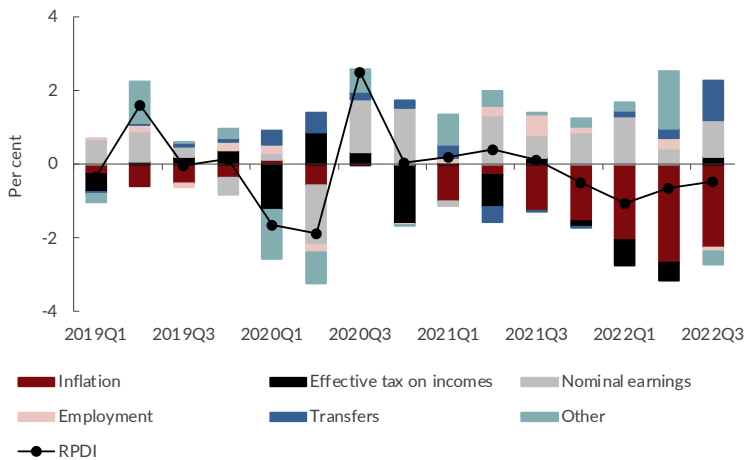 4
2
0
-2
-4
Per cent
2019Q1 2019Q3 2020Q1 2020Q3 2021Q1 2021Q3 2022Q1 2022Q3
Inflation Effective tax on incomes Nominal earnings
Employment Transfers Other
RPDI